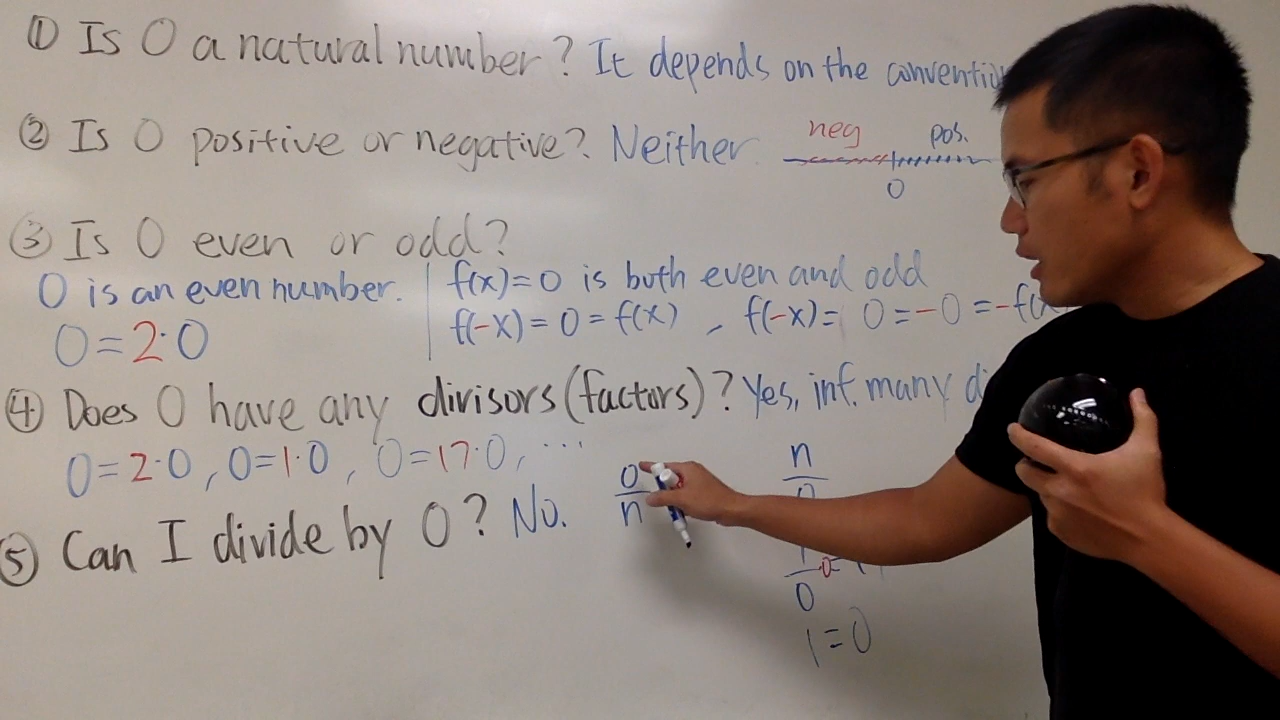 ① Is 0 a natural number? It depends on the
② Is 0 positive or negative? Neither.
neg pos.
0
③ Is 0 even or odd?
0 is an even number. f(x)=0 is both even and odd
0=2·0 f(-x)=0=f(x), f(-x)=0=-0=-f(
④ Does 0 have any divisors (factors)? Yes, inf. many
0=2·0, 0=1·0, 0=17·0, ...
⑤ Can I divide by 0? No.
0/n
n/0
/0
1=0